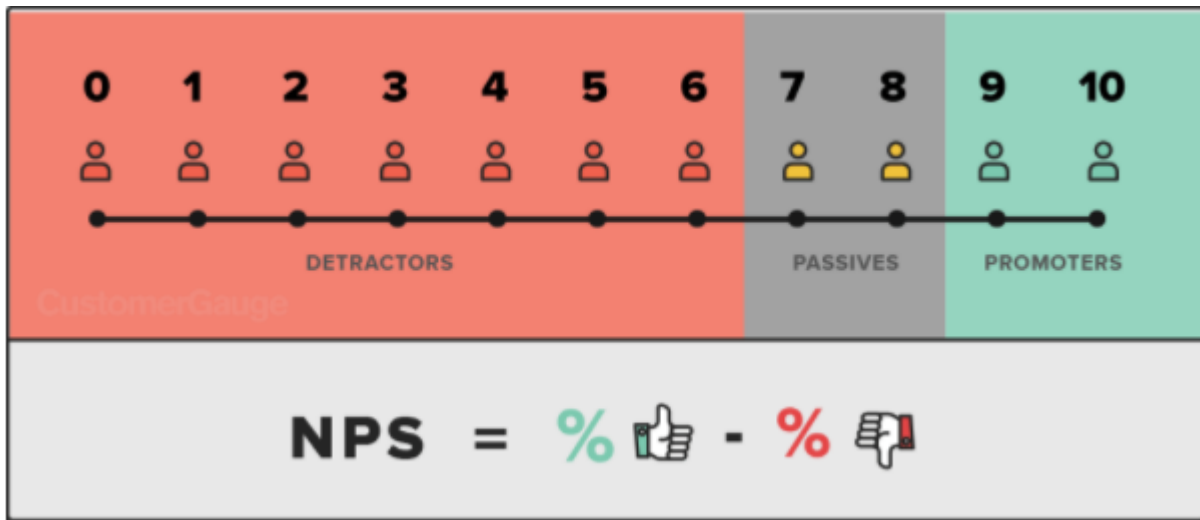 0 1 2 3 4 5 6 7 8 9 10
DETRACTORS PASSIVES PROMOTERS
CustomerGauge
NPS = % - %